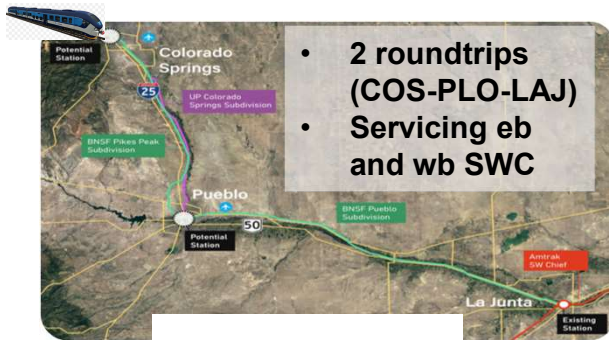 • 2 roundtrips
(COS-PLO-LAJ)
• Servicing eb
and wb SWC
Potential
Station
Colorado
Springs
25
UP Colorado
Springs Subdivision
BNSF Pikes Peak
Subdivision
Pueblo
50
BNSF Pueblo
Subdivision
Potential
Station
Amtrak
SW Chief
La Junta
Existing
Station